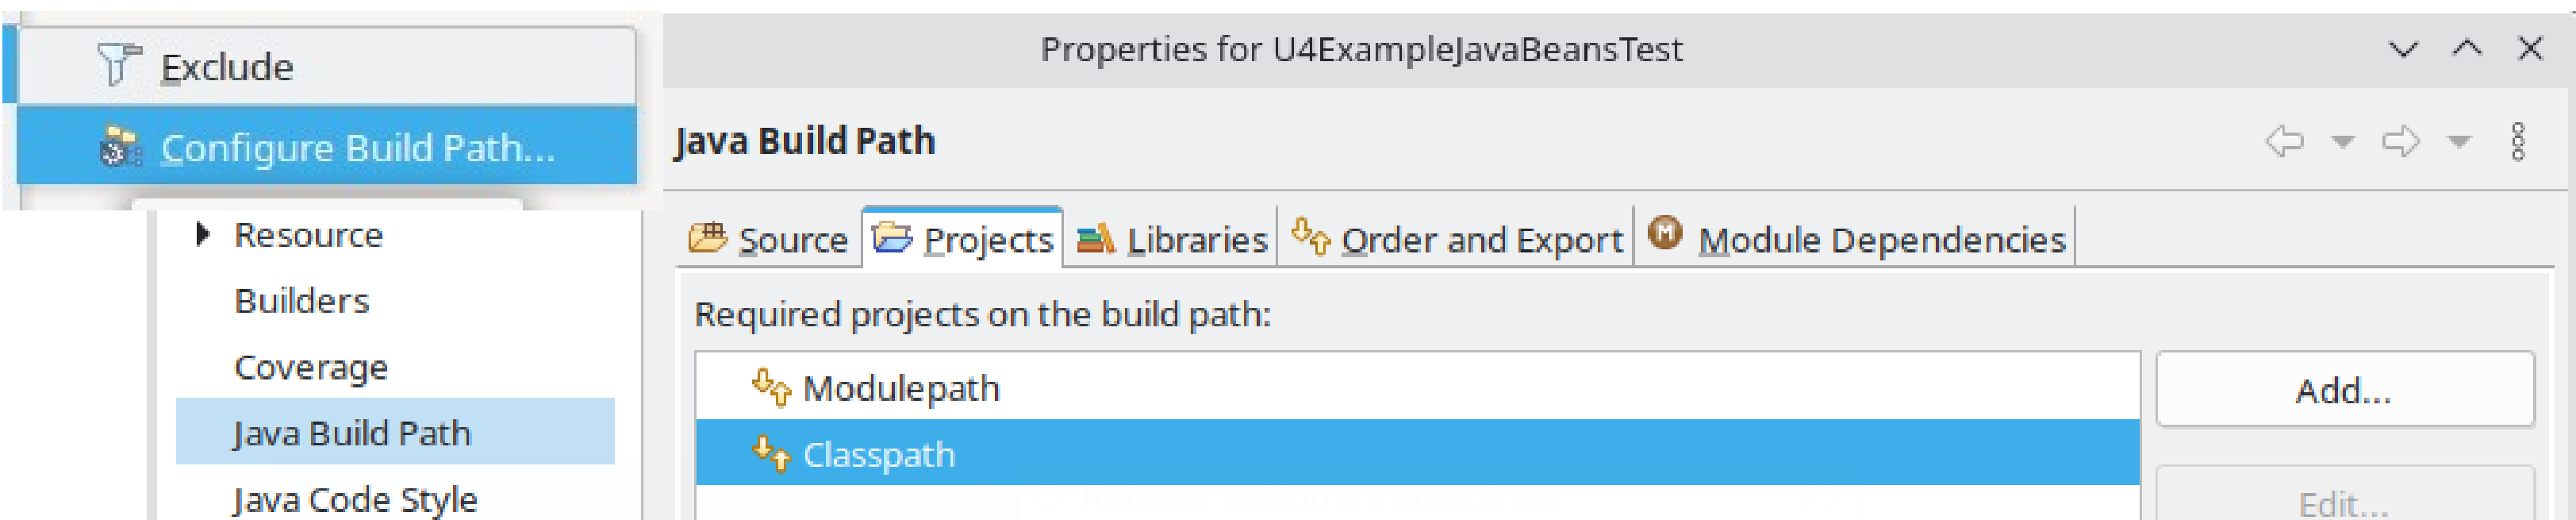 Exclude
Configure Build Path...
Resource
Builders
Coverage
Java Build Path
Java Code Style
Properties for U4ExampleJavaBeansTest
Java Build Path
Source Projects Libraries Order and Export Module Dependencies
Required projects on the build path:
Modulepath
Classpath
Add...
Edit...